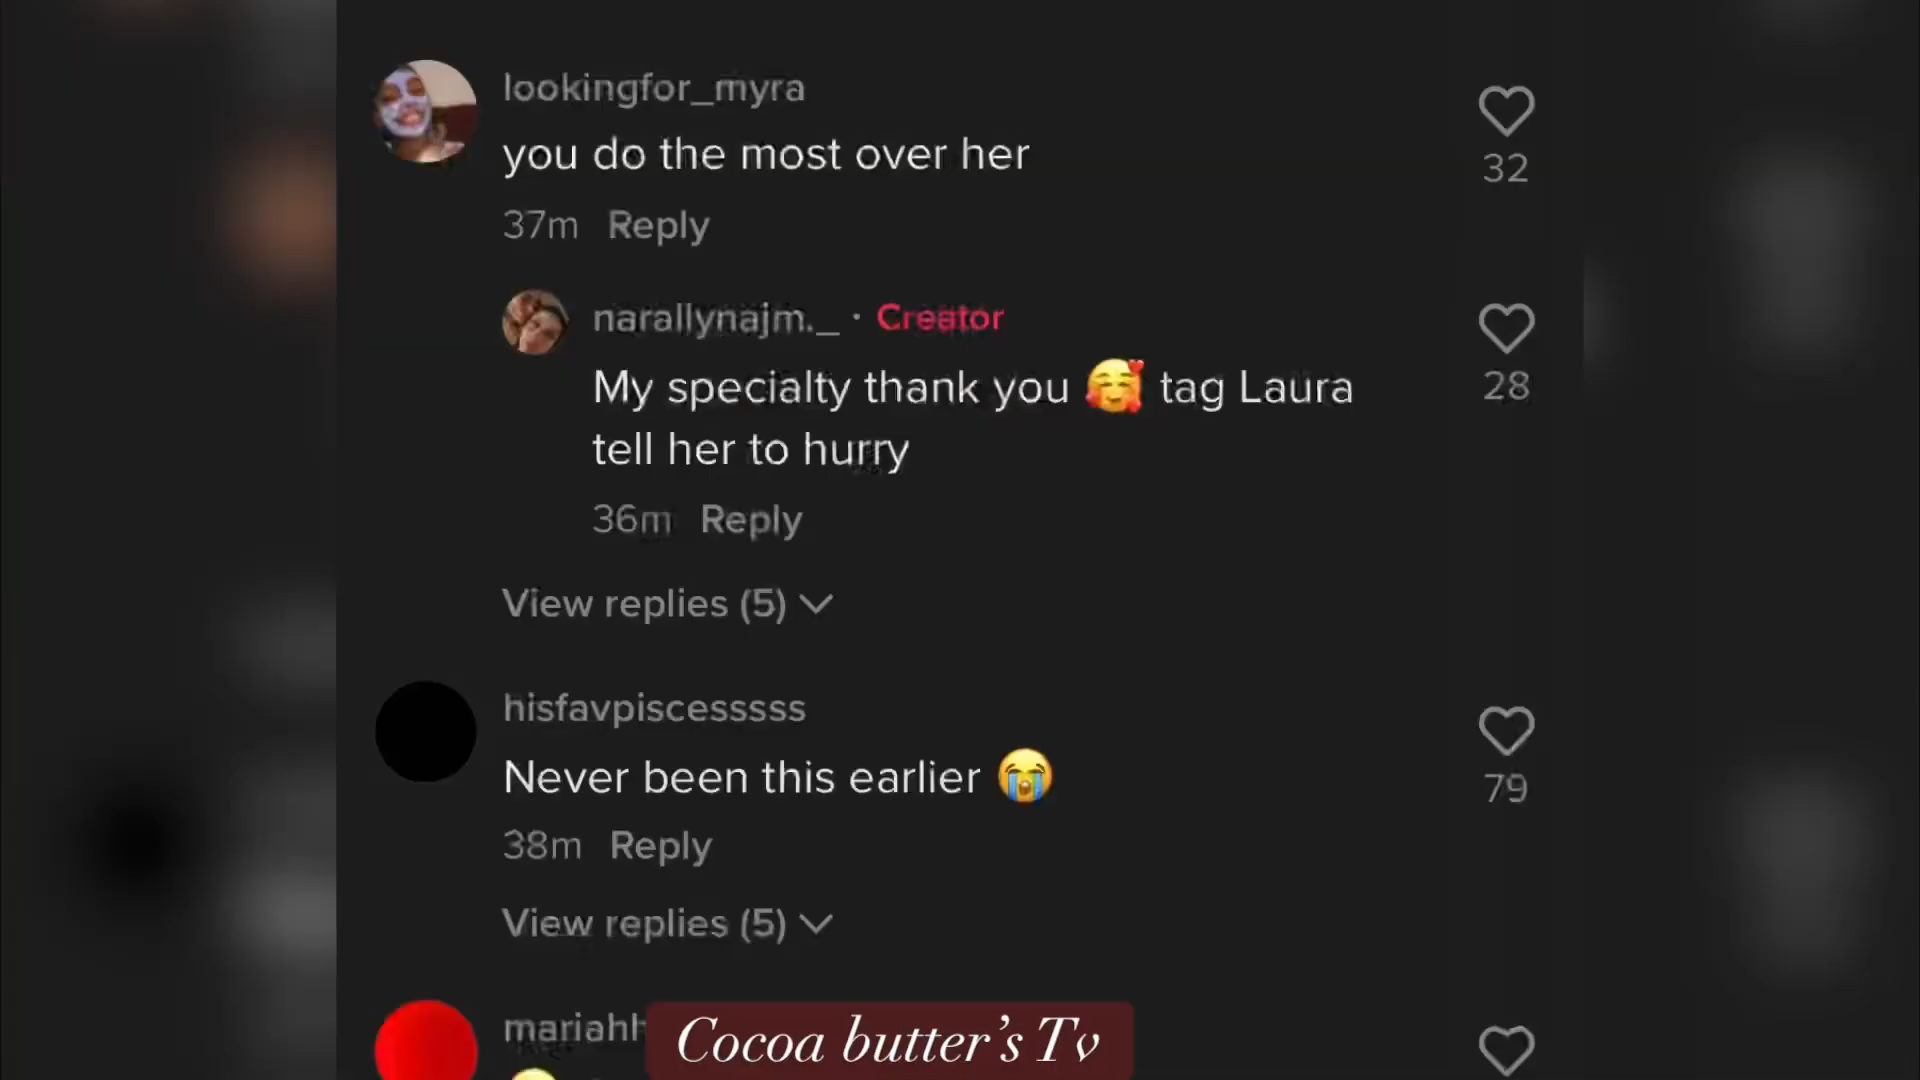 lookingfor_myra
you do the most over her
32
37m Reply
narallynajm._ · Creator
My specialty thank you 🥰 tag Laura
tell her to hurry
28
36m Reply
View replies (5)
hisfavpiscesssss
Never been this earlier 😭
79
38m Reply
View replies (5)
Cocoa butter's Tv